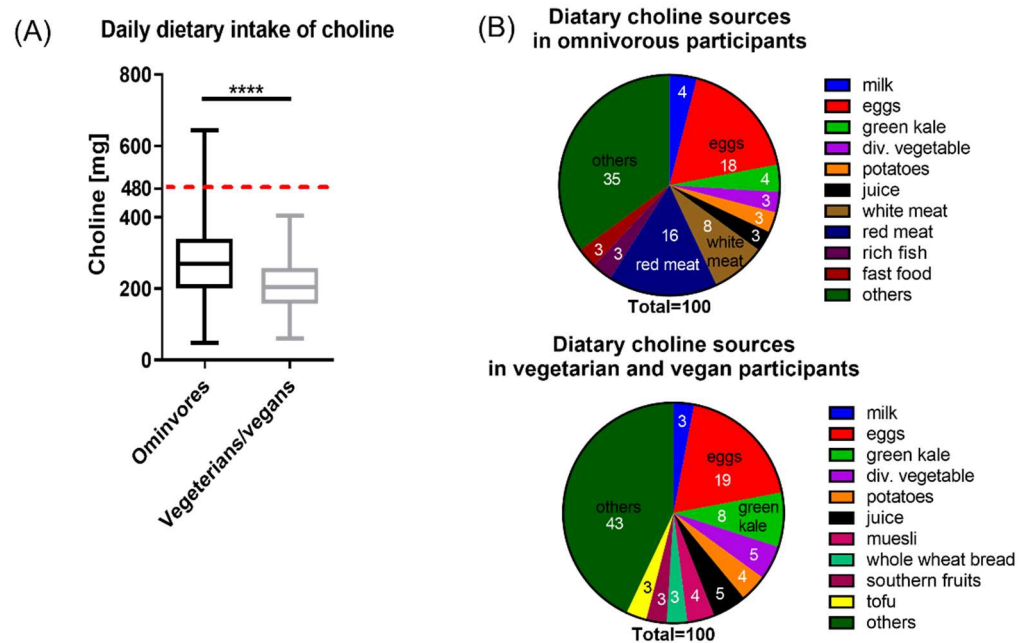 (A)
Daily dietary intake of choline
Choline [mg]
800
600
480
400
200
0
****
Ominvores
Vegeterians/vegans
(B)
Diatary choline sources
in omnivorous participants
4
eggs
18
4
3
3
3
8
white
meat
16
red meat
3
3
others
35
Total=100
milk
eggs
green kale
div. vegetable
potatoes
juice
white meat
red meat
rich fish
fast food
others
Diatary choline sources
in vegetarian and vegan participants
3
eggs
19
8
green
kale
5
4
5
4
3
3
3
others
43
Total=100
milk
eggs
green kale
div. vegetable
potatoes
juice
muesli
whole wheat bread
southern fruits
tofu
others